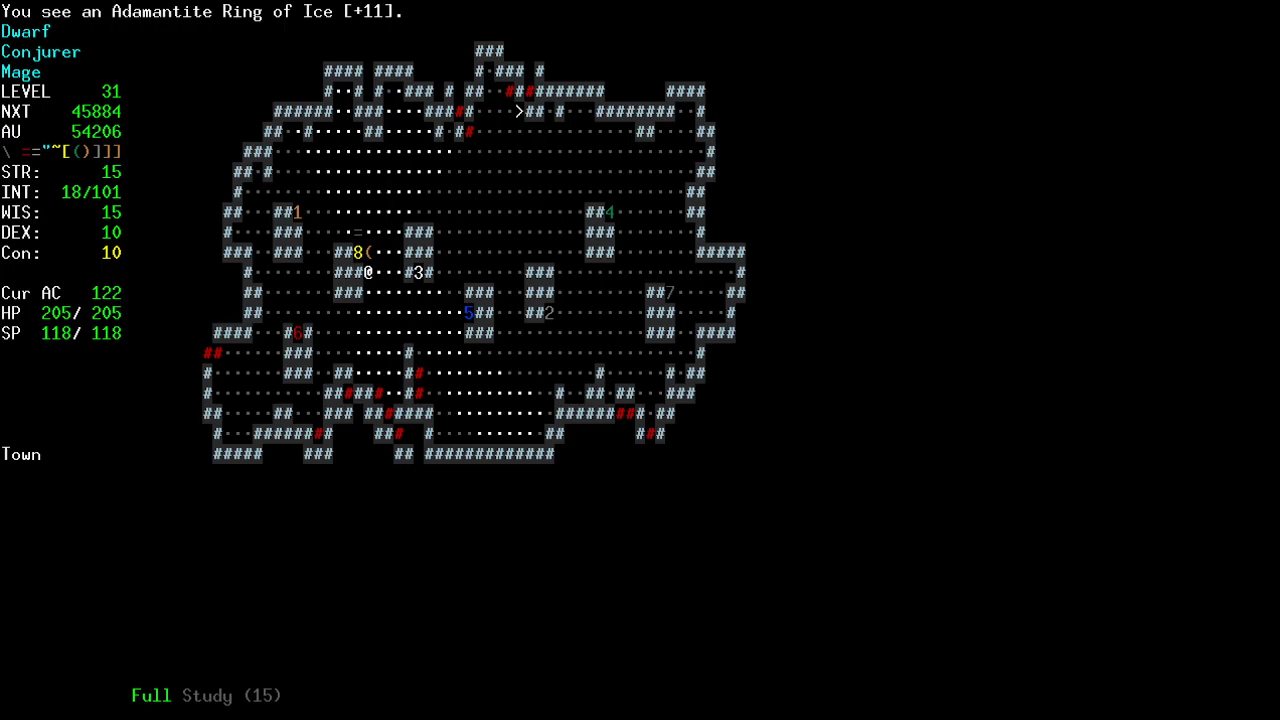 You see an Adamantite Ring of Ice [+11].
Dwarf
Conjurer
Mage
LEVEL 31
NXT 45884
AU 54206
\ =="~[()]]]
STR: 15
INT: 18/101
WIS: 15
DEX: 10
Con: 10
Cur AC 122
HP 205/ 205
SP 118/ 118
Town
Full Study (15)